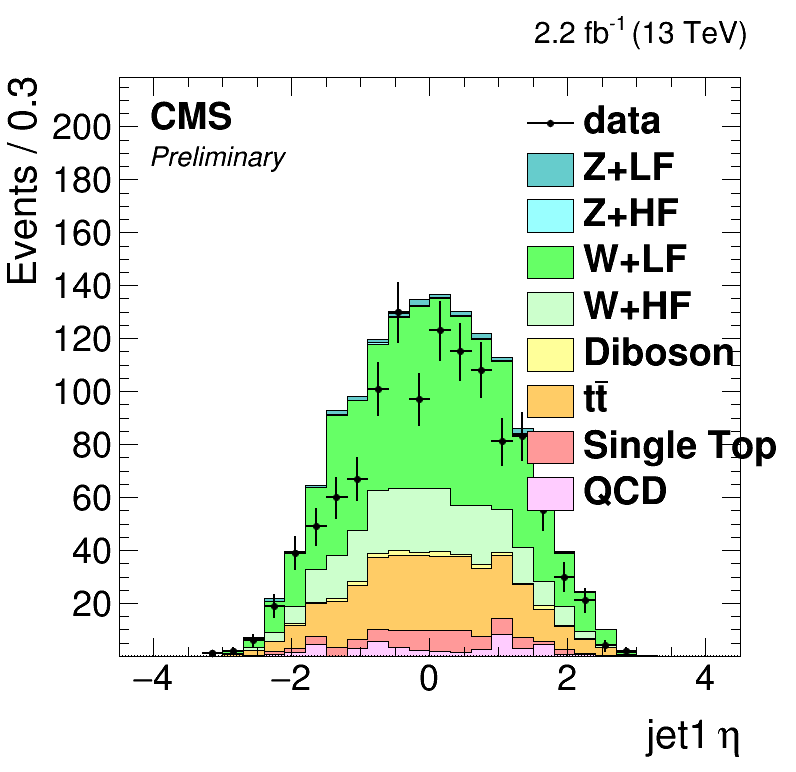 2.2 fb⁻¹ (13 TeV)
Events / 0.3
CMS
Preliminary
data
Z+LF
Z+HF
W+LF
W+HF
Diboson
tt̄
Single Top
QCD
200
180
160
140
120
100
80
60
40
20
−4 −2 0 2 4
jet1 η